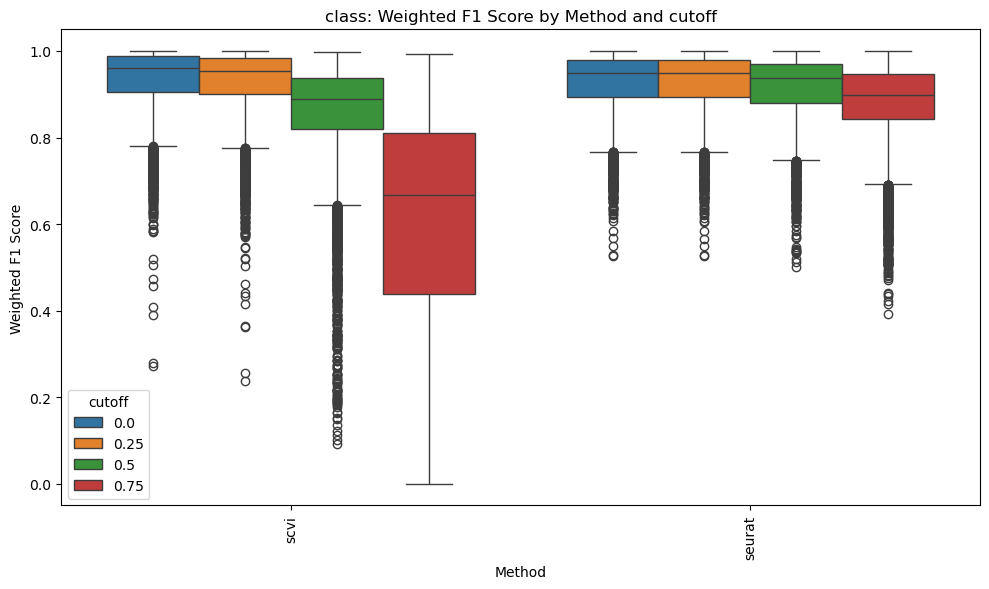 class: Weighted F1 Score by Method and cutoff
Weighted F1 Score
1.0
0.8
0.6
0.4
0.2
0.0
cutoff
0.0
0.25
0.5
0.75
scvi
seurat
Method